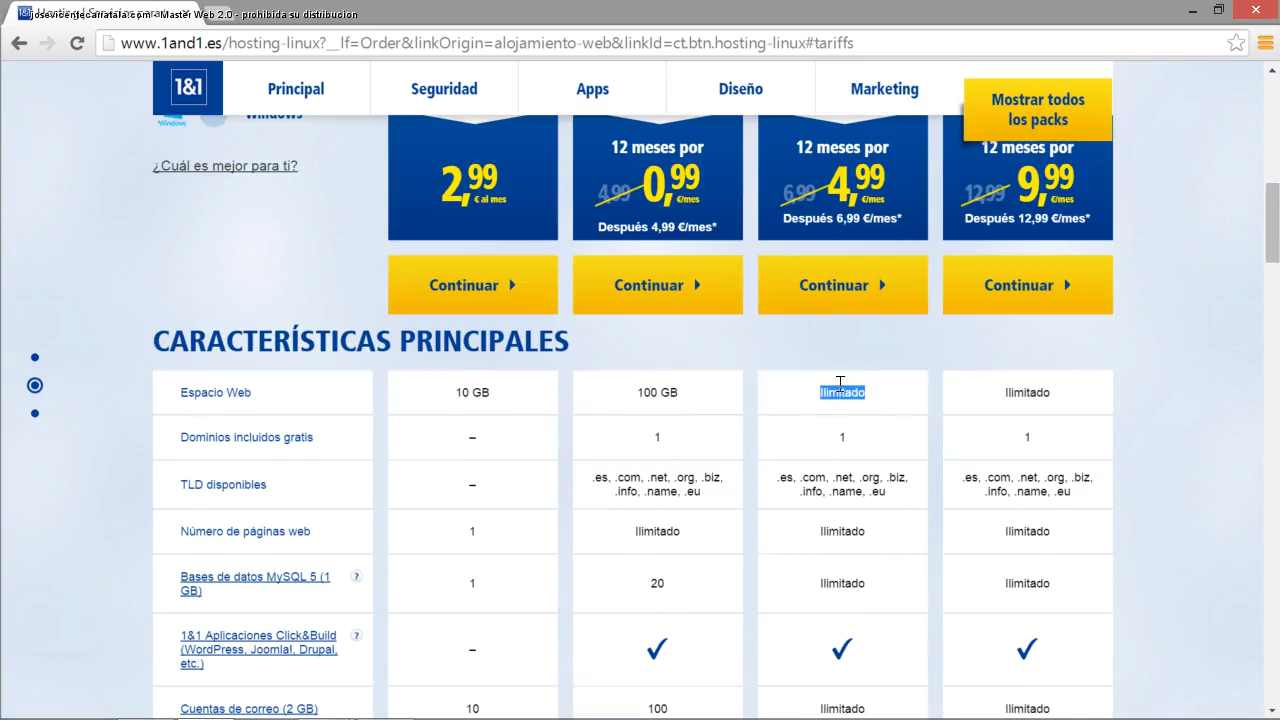 jdsevierjejcafatafal.com - Master Web 2.0 - prohibida su distribucion
www.1and1.es/hosting-linux?__lf=Order&linkOrigin=alojamiento-web&linkId=ct.btn.hosting-linux#tariffs
1&1 Principal Seguridad Apps Diseño Marketing
Mostrar todos
los packs
Windows
Windows
¿Cuál es mejor para ti?
2,99 € al mes
12 meses por
4,99 0,99 €/mes
Después 4,99 €/mes*
12 meses por
6,99 4,99 €/mes
Después 6,99 €/mes*
12 meses por
12,99 9,99 €/mes
Después 12,99 €/mes*
Continuar Continuar Continuar Continuar
CARACTERÍSTICAS PRINCIPALES
Espacio Web 10 GB 100 GB Ilimitado Ilimitado
Domínios incluidos gratis – 1 1 1
TLD disponibles – .es, .com, .net, .org, .biz, .info, .name, .eu .es, .com, .net, .org, .biz, .info, .name, .eu .es, .com, .net, .org, .biz, .info, .name, .eu
Número de páginas web 1 Ilimitado Ilimitado Ilimitado
Bases de datos MySQL 5 (1 GB) ? 1 20 Ilimitado Ilimitado
1&1 Aplicaciones Click&Build ?
(WordPress, Joomla!, Drupal, –
etc.)
Cuentas de correo (2 GB) 10 100 Ilimitado Ilimitado